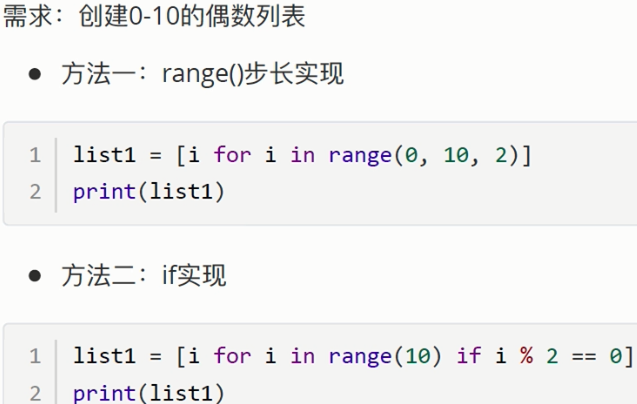 需求：创建0-10的偶数列表
● 方法一：range()步长实现
1 list1 = [i for i in range(0, 10, 2)]
2 print(list1)
● 方法二：if实现
1 list1 = [i for i in range(10) if i % 2 == 0]
2 print(list1)